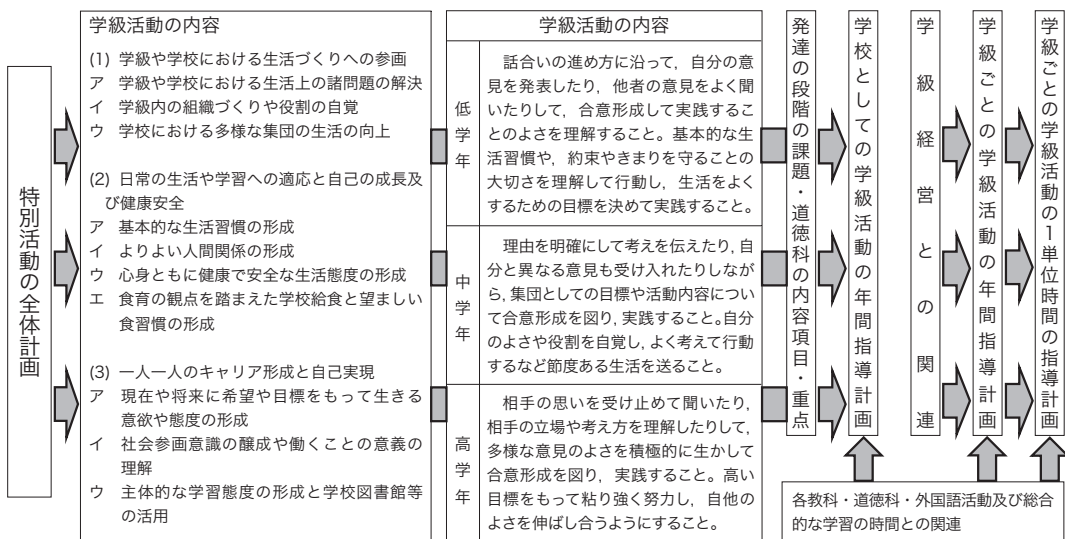 特別活動の全体計画
学級活動の内容
(1) 学級や学校における生活づくりへの参画
ア 学級や学校における生活上の諸問題の解決
イ 学級内の組織づくりや役割の自覚
ウ 学校における多様な集団の生活の向上
(2) 日常の生活や学習への適応と自己の成長及
び健康安全
ア 基本的な生活習慣の形成
イ よりよい人間関係の形成
ウ 心身ともに健康で安全な生活態度の形成
エ 食育の観点を踏まえた学校給食と望ましい
食習慣の形成
(3) 一人一人のキャリア形成と自己実現
ア 現在や将来に希望や目標をもって生きる
意欲や態度の形成
イ 社会参画意識の醸成や働くことの意義の
理解
ウ 主体的な学習態度の形成と学校図書館等
の活用
学級活動の内容
低学年
話合いの進め方に沿って，自分の意
見を発表したり，他者の意見をよく聞
いたりして，合意形成して実践するこ
とのよさを理解すること。基本的な生
活習慣や，約束やきまりを守ることの
大切さを理解して行動し，生活をよく
するための目標を決めて実践すること。
中学年
理由を明確にして考えを伝えたり，自
分と異なる意見も受け入れたりしなが
ら，集団としての目標や活動内容につい
て合意形成を図り，実践すること。自分
のよさや役割を自覚し，よく考えて行動
するなど節度ある生活を送ること。
高学年
相手の思いを受け止めて聞いたり，
相手の立場や考え方を理解したりして，
多様な意見のよさを積極的に生かして
合意形成を図り，実践すること。高い
目標をもって粘り強く努力し，自他の
よさを伸ばし合うようにすること。
発達の段階の課題・道徳科の内容項目・重点
学校としての学級活動の年間指導計画
学級経営との関連
学級ごとの学級活動の年間指導計画
学級ごとの学級活動の１単位時間の指導計画
各教科・道徳科・外国語活動及び総合
的な学習の時間との関連